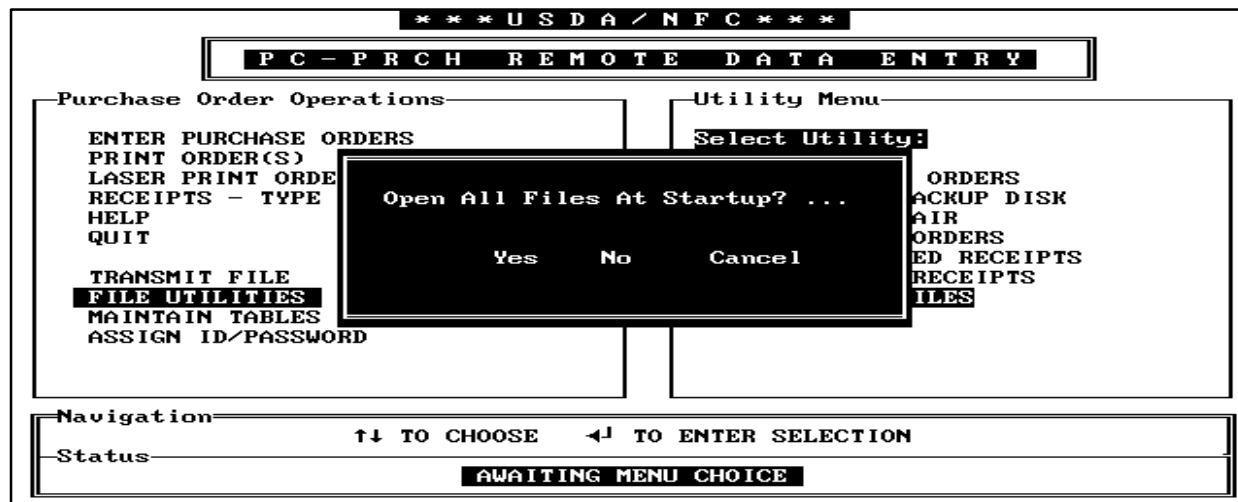 * * * U S D A / N F C * * *
P C - P R C H   R E M O T E   D A T A   E N T R Y
Purchase Order Operations
ENTER PURCHASE ORDERS
PRINT ORDER(S)
LASER PRINT ORDE
RECEIPTS - TYPE
HELP
QUIT
TRANSMIT FILE
FILE UTILITIES
MAINTAIN TABLES
ASSIGN ID/PASSWORD
Open All Files At Startup? ...
Yes No Cancel
Utility Menu
Select Utility:
ORDERS
ACKUP DISK
AIR
ORDERS
ED RECEIPTS
RECEIPTS
ILES
Navigation
↑↓ TO CHOOSE ◄┘ TO ENTER SELECTION
Status
AWAITING MENU CHOICE